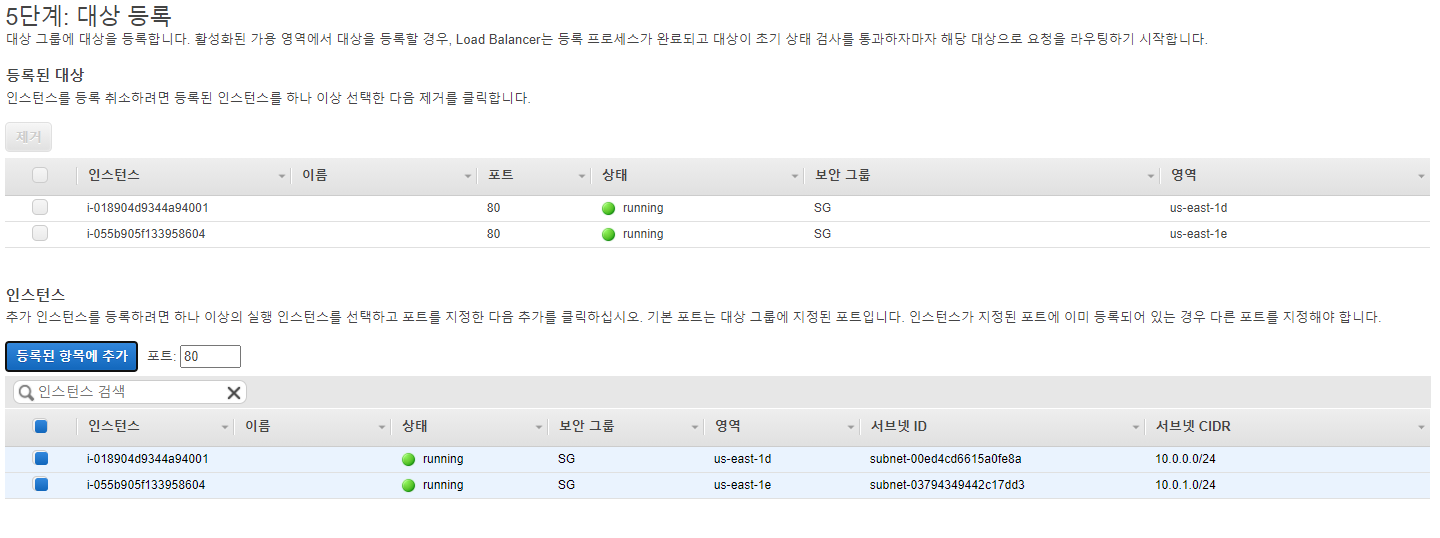 5단계: 대상 등록
대상 그룹에 대상을 등록합니다. 활성화된 가용 영역에서 대상을 등록할 경우, Load Balancer는 등록 프로세스가 완료되고 대상이 초기 상태 검사를 통과하자마자 해당 대상으로 요청을 라우팅하기 시작합니다.
등록된 대상
인스턴스를 등록 취소하려면 등록된 인스턴스를 하나 이상 선택한 다음 제거를 클릭합니다.
제거
인스턴스 이름 포트 상태 보안 그룹 영역
i-018904d9344a94001 80 running SG us-east-1d
i-055b905f133958604 80 running SG us-east-1e
인스턴스
추가 인스턴스를 등록하려면 하나 이상의 실행 인스턴스를 선택하고 포트를 지정한 다음 추가를 클릭하십시오. 기본 포트는 대상 그룹에 지정된 포트입니다. 인스턴스가 지정된 포트에 이미 등록되어 있는 경우 다른 포트를 지정해야 합니다.
등록된 항목에 추가 포트: 80
인스턴스 검색
인스턴스 이름 상태 보안 그룹 영역 서브넷 ID 서브넷 CIDR
i-018904d9344a94001 running SG us-east-1d subnet-00ed4cd6615a0fe8a 10.0.0.0/24
i-055b905f133958604 running SG us-east-1e subnet-03794349442c17dd3 10.0.1.0/24